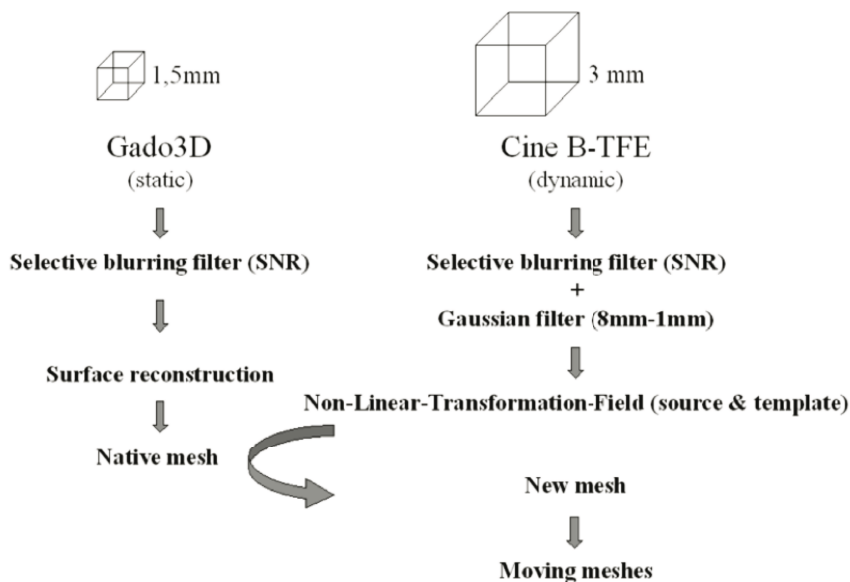 1,5mm
Gado3D
(static)
Selective blurring filter (SNR)
Surface reconstruction
Native mesh
3 mm
Cine B-TFE
(dynamic)
Selective blurring filter (SNR)
+
Gaussian filter (8mm-1mm)
Non-Linear-Transformation-Field (source & template)
New mesh
Moving meshes